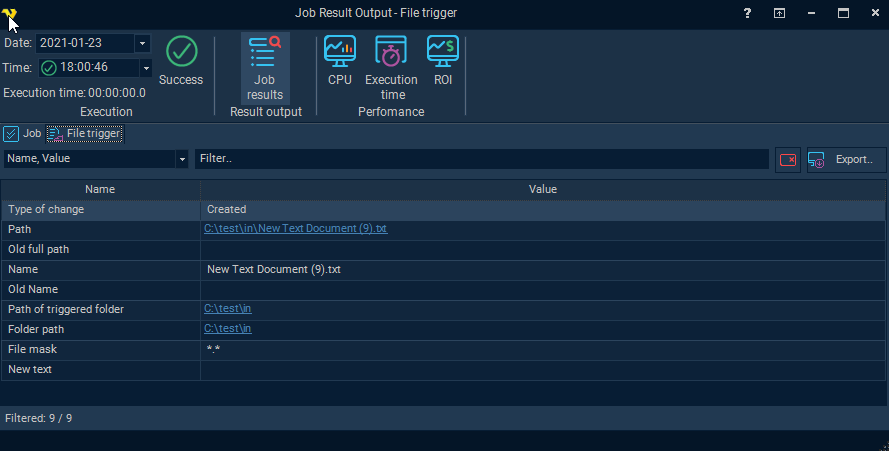 Job Result Output - File trigger
?
Date: 2021-01-23
Time: 18:00:46
Execution time: 00:00:00.0
Success
Execution
Job
results
Result output
CPU
Execution
time
ROI
Perfomance
Job
File trigger
Name, Value
Filter..
Export..
Name Value
Type of change Created
Path C:\test\in\New Text Document (9).txt
Old full path
Name New Text Document (9).txt
Old Name
Path of triggered folder C:\test\in
Folder path C:\test\in
File mask *.*
New text
Filtered: 9 / 9